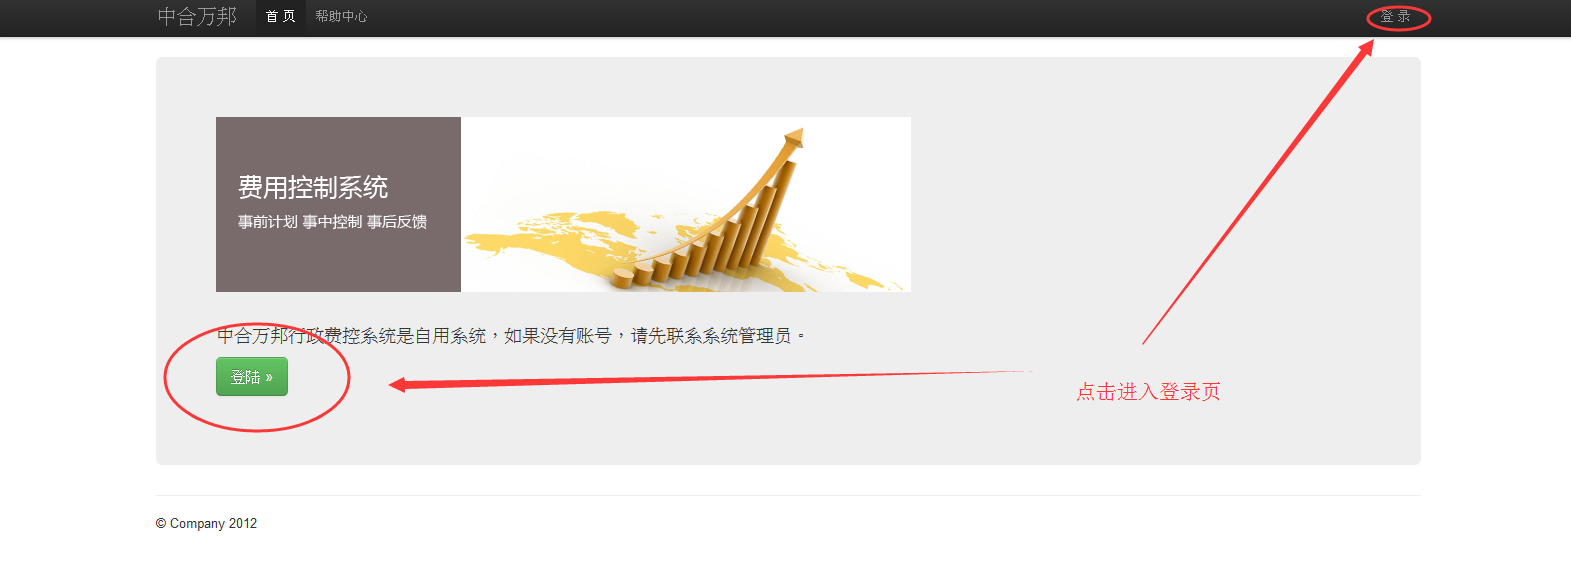 中合万邦 首 页 帮助中心 登 录
费用控制系统
事前计划 事中控制 事后反馈
中合万邦行政费控系统是自用系统，如果没有账号，请先联系系统管理员。
登陆 »
点击进入登录页
© Company 2012